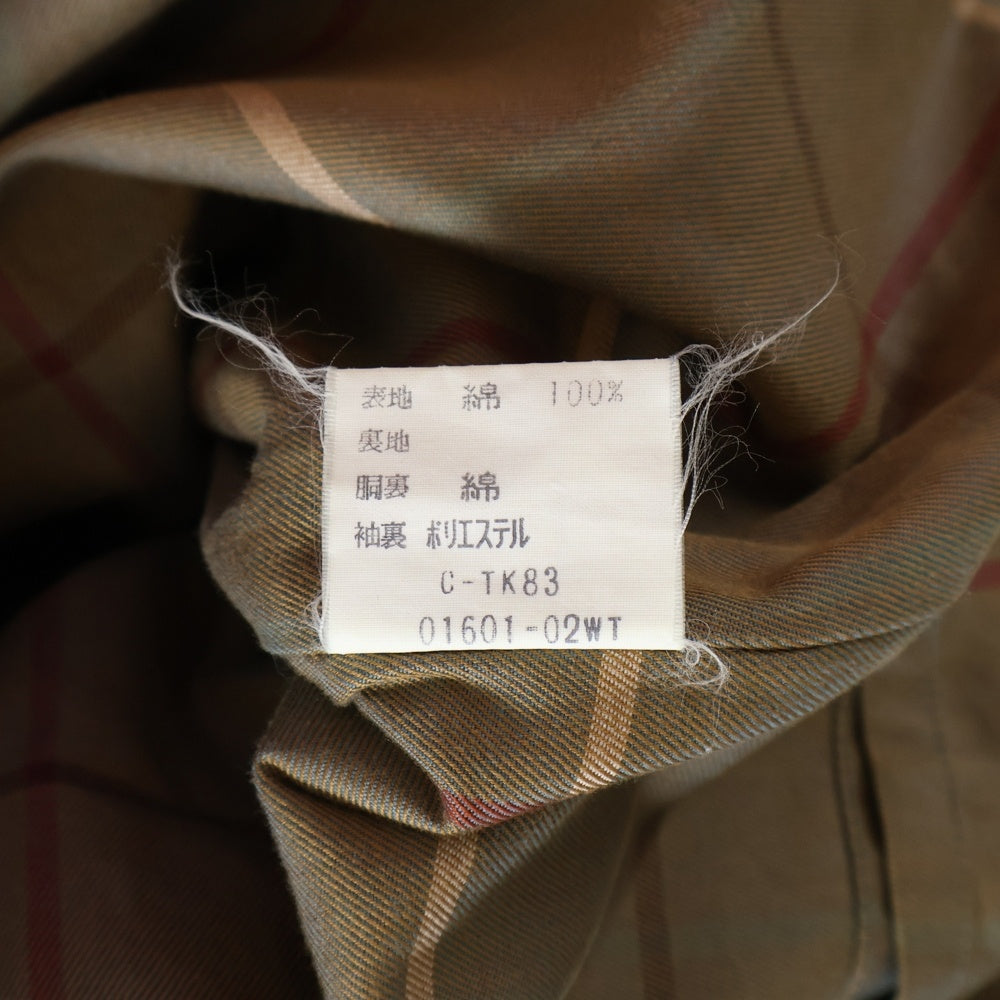 表地 綿 100%
裏地
胴裏 綿
袖裏 ポリエステル
C-TK83
01601-02WT